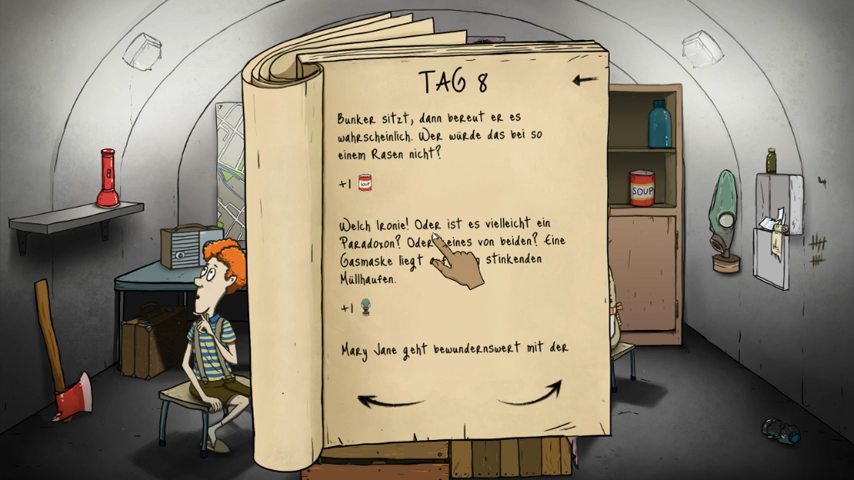 TAG 8
Bunker sitzt, dann bereut er es
wahrscheinlich. Wer würde das bei so
einem Rasen nicht?
+1 SOUP
Welch Ironie! Oder ist es vielleicht ein
Paradoxon? Oder keines von beiden? Eine
Gasmaske liegt stinkenden
Müllhaufen.
+1
Mary Jane geht bewundernswert mit der
SOUP